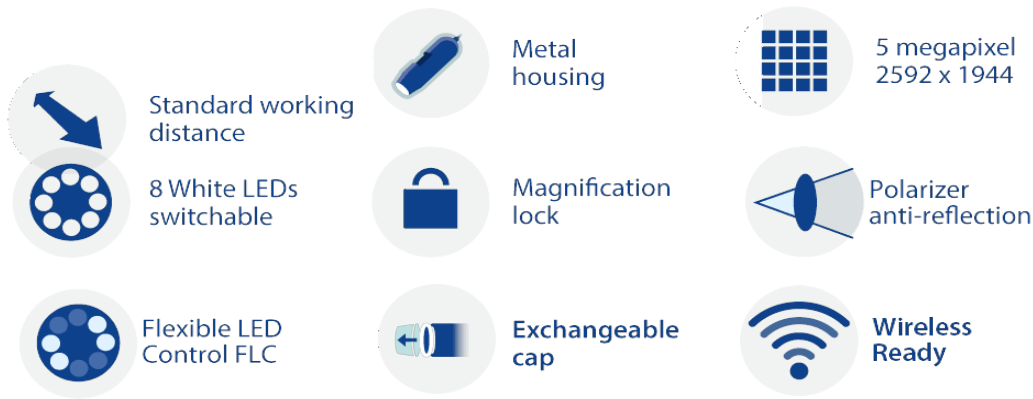 Metal
housing
5 megapixel
2592 x 1944
Standard working
distance
8 White LEDs
switchable
Magnification
lock
Polarizer
anti-reflection
Flexible LED
Control FLC
Exchangeable
cap
Wireless
Ready